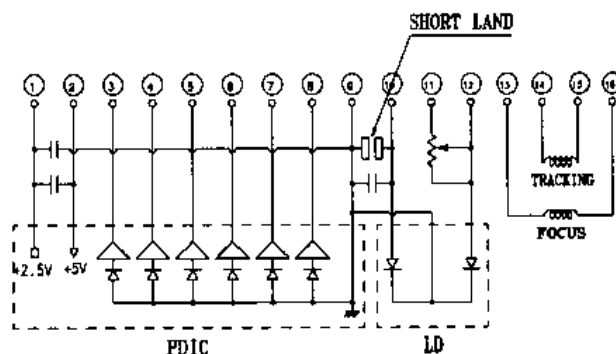 SHORT LAND
1 2 3 4 5 6 7 8 9 10 11 12 13 14 15 16
TRACKING
FOCUS
+2.5V +5V
PDIC LD